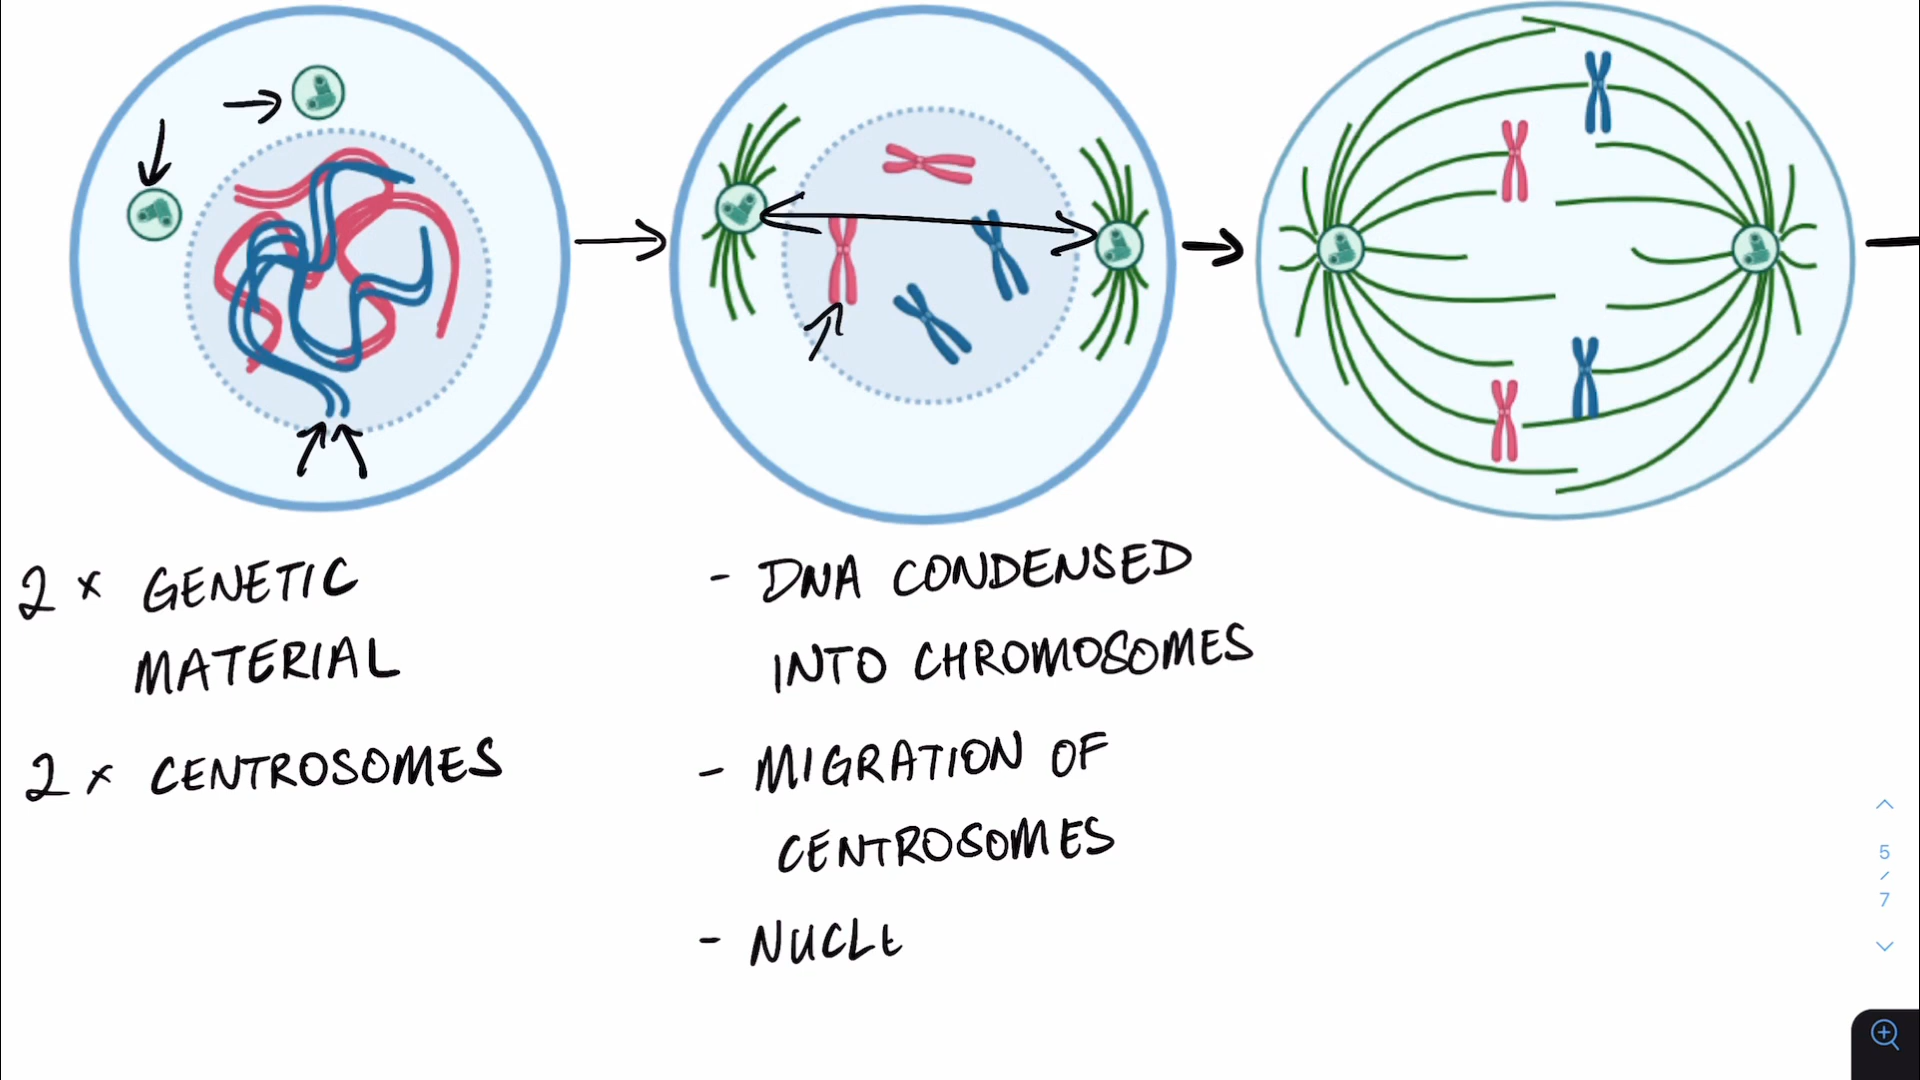 2 x GENETIC
MATERIAL
2 x CENTROSOMES
- DNA CONDENSED
INTO CHROMOSOMES
- MIGRATION OF
CENTROSOMES
- NUCLE
5
/
7